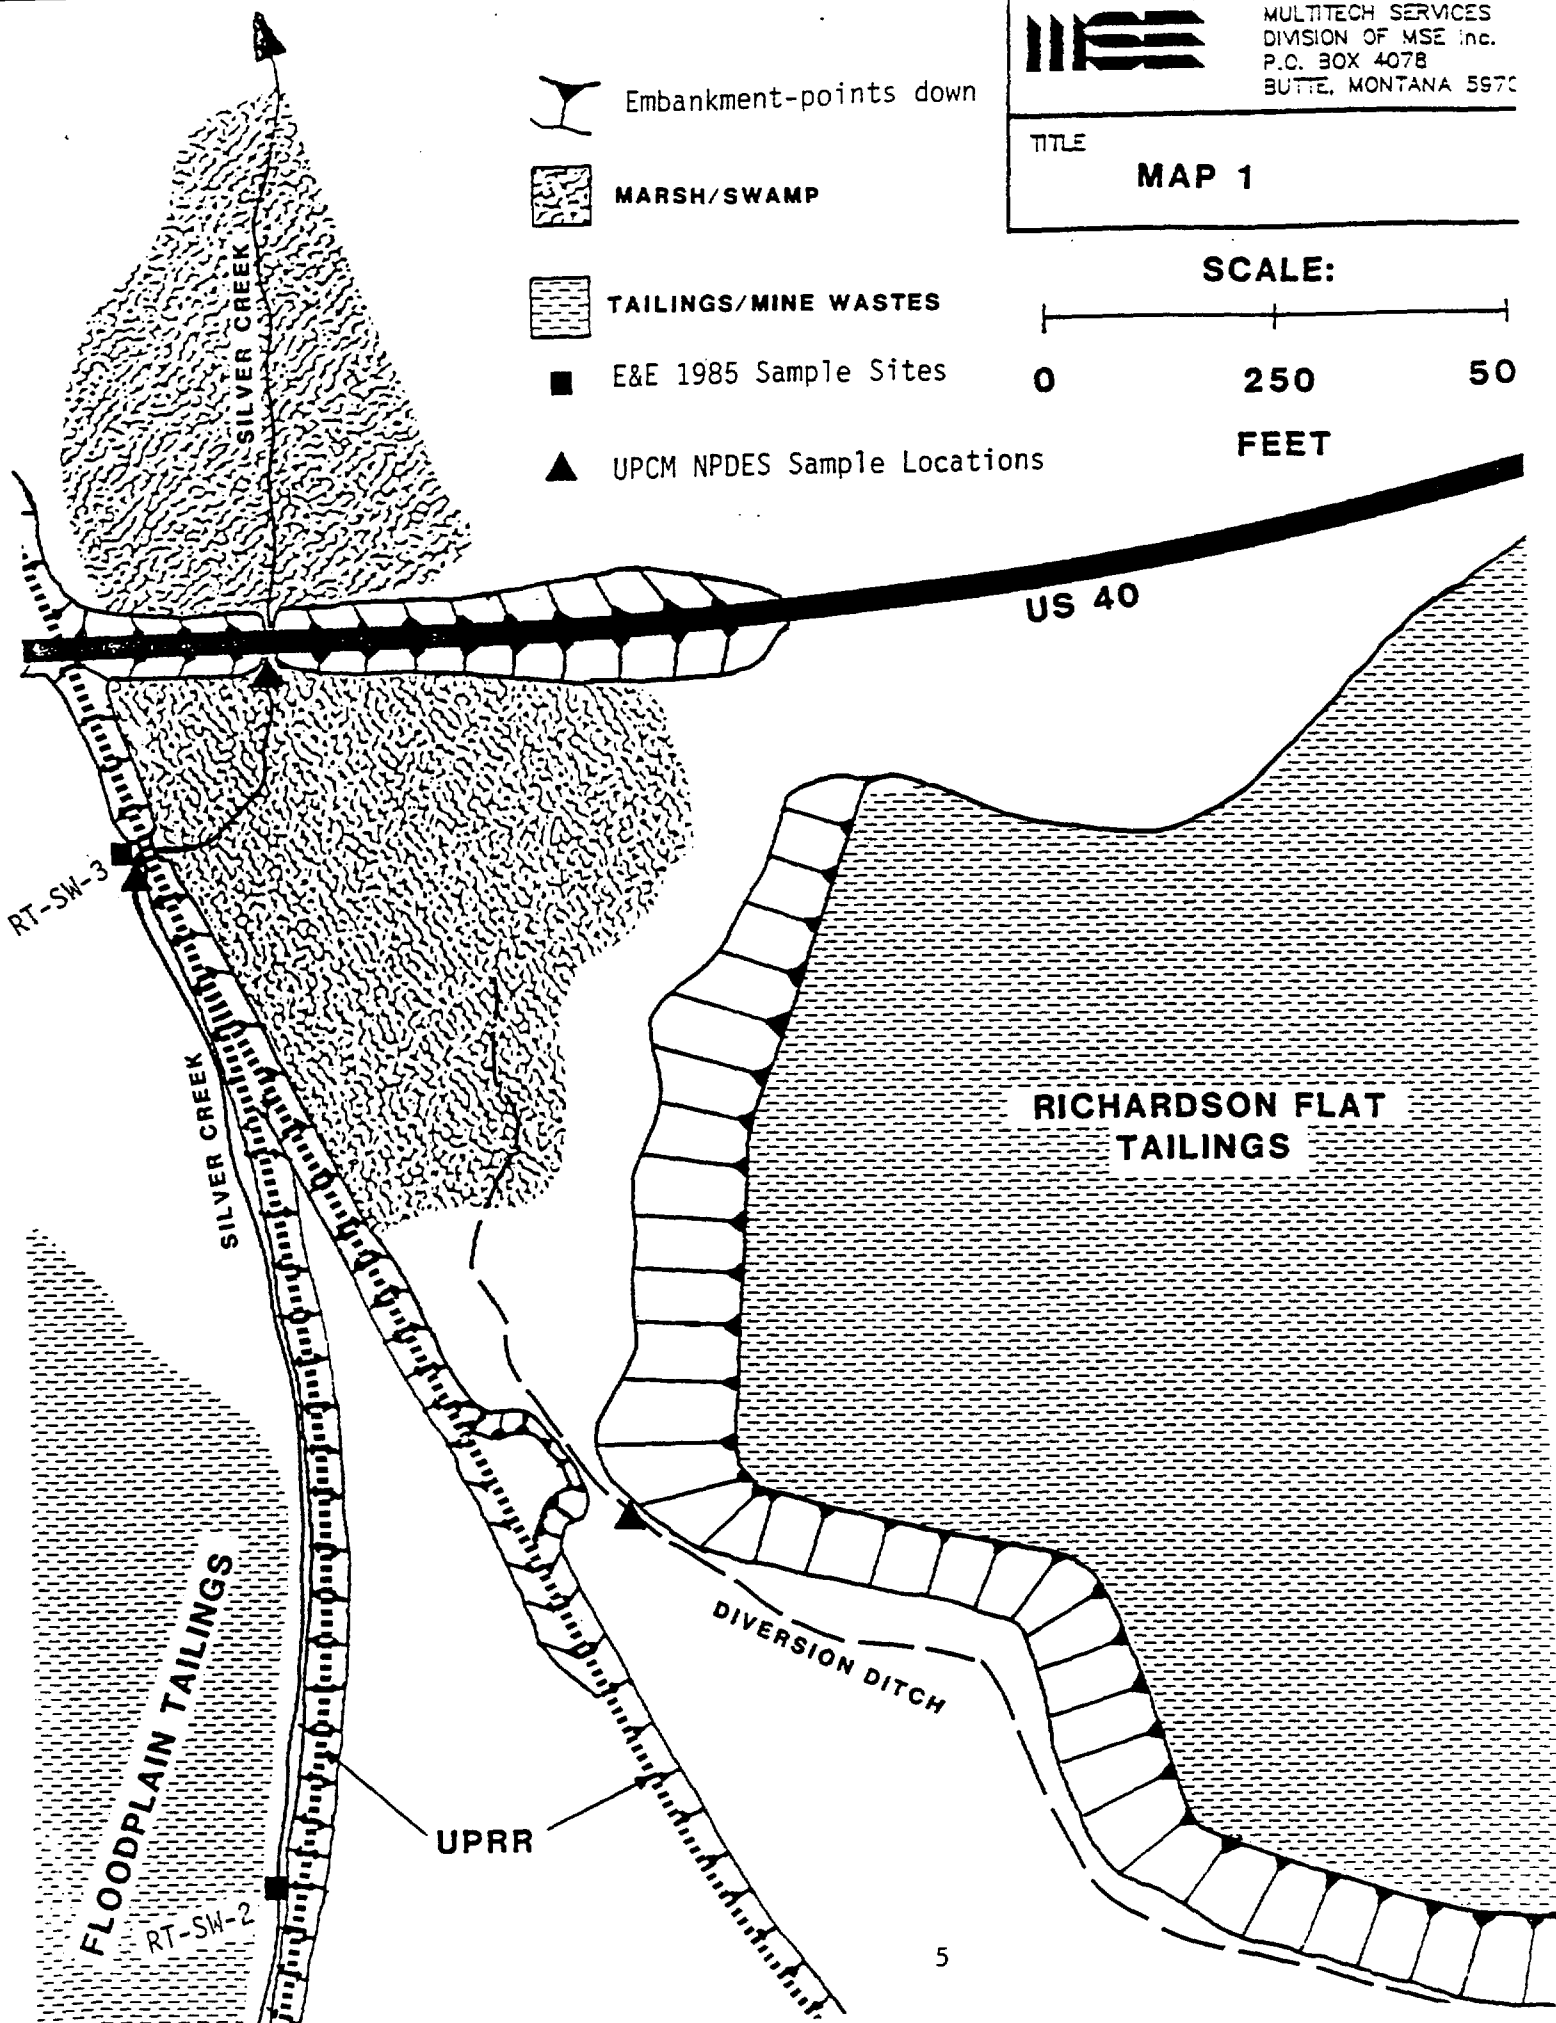 MSE
MULTITECH SERVICES
DIVISION OF MSE Inc.
P.O. BOX 4078
BUTTE, MONTANA 5970
TITLE
MAP 1
Embankment-points down
MARSH/SWAMP
TAILINGS/MINE WASTES
E&E 1985 Sample Sites
UPCM NPDES Sample Locations
SCALE:
0 250 50
FEET
SILVER CREEK
US 40
RT-SW-3
SILVER CREEK
RICHARDSON FLAT
TAILINGS
FLOODPLAIN TAILINGS
DIVERSION DITCH
UPRR
RT-SW-2
5